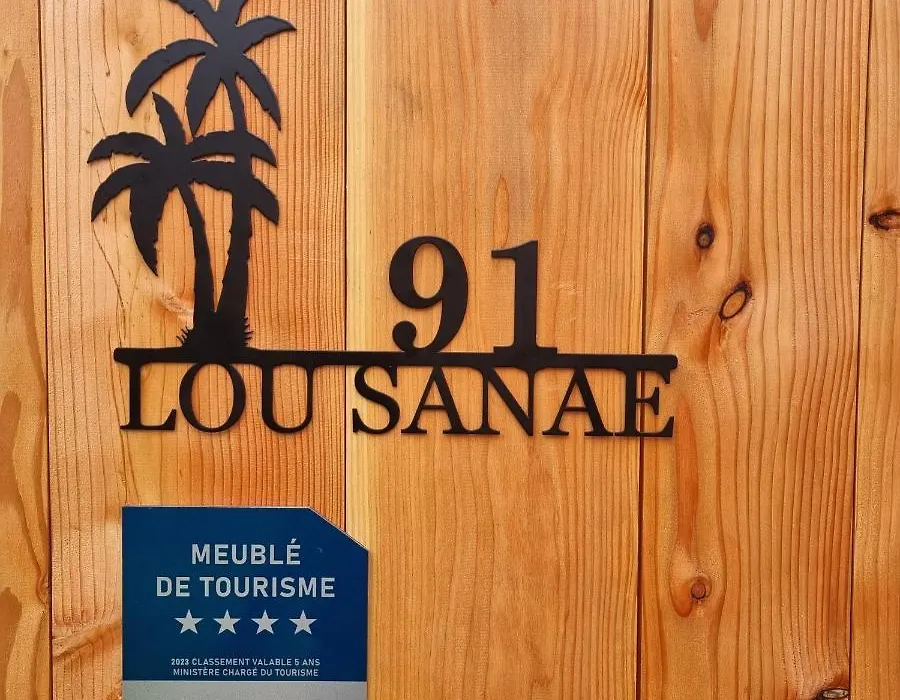 91
LOU SANAE
MEUBLÉ
DE TOURISME
2023 CLASSEMENT VALABLE 5 ANS
MINISTÈRE CHARGÉ DU TOURISME